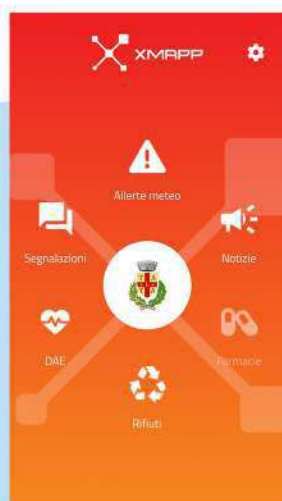 XMAPP
Allerte meteo
Segnalazioni
Notizie
DAE
Farmacie
Rifiuti